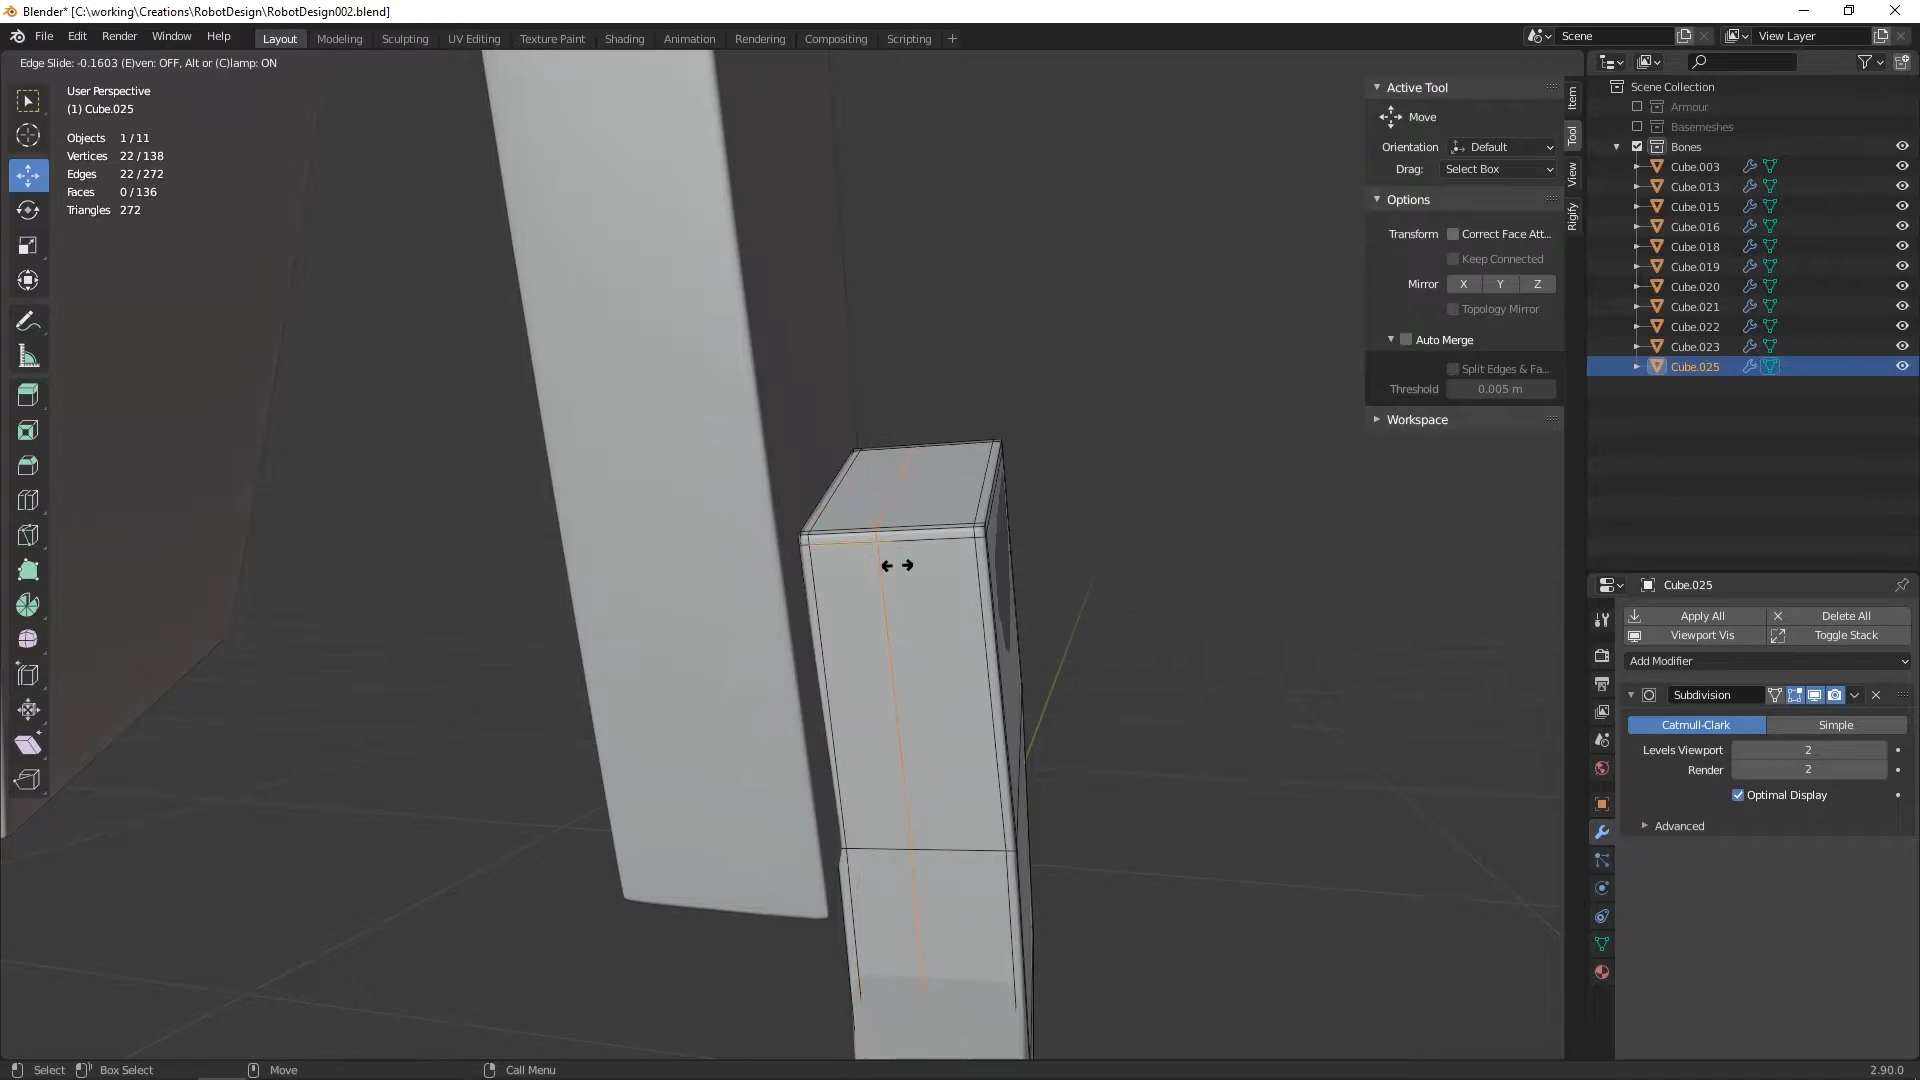 Blender* [C:\working\Creations\RobotDesign\RobotDesign002.blend]
File Edit Render Window Help Layout Modeling Sculpting UV Editing Texture Paint Shading Animation Rendering Compositing Scripting Scene View Layer
Edge Slide: -0.1603 (E)ven: OFF, Alt or (C)lamp: ON
User Perspective
(1) Cube.025
Objects 1 / 11
Vertices 22 / 138
Edges 22 / 272
Faces 0 / 136
Triangles 272
Active Tool
Move
Orientation Default
Drag: Select Box
Options
Transform Correct Face Att...
Keep Connected
Mirror X Y Z
Topology Mirror
Auto Merge
Split Edges & Fa...
Threshold 0.005 m
Workspace
Item
Tool
View
Rigify
Scene Collection
Armour
Basemeshes
Bones
Cube.003
Cube.013
Cube.015
Cube.016
Cube.018
Cube.019
Cube.020
Cube.021
Cube.022
Cube.023
Cube.025
Cube.025
Apply All Delete All
Viewport Vis Toggle Stack
Add Modifier
Subdivision
Catmull-Clark Simple
Levels Viewport 2
Render 2
Optimal Display
Advanced
Select Box Select Move Call Menu 2.90.0